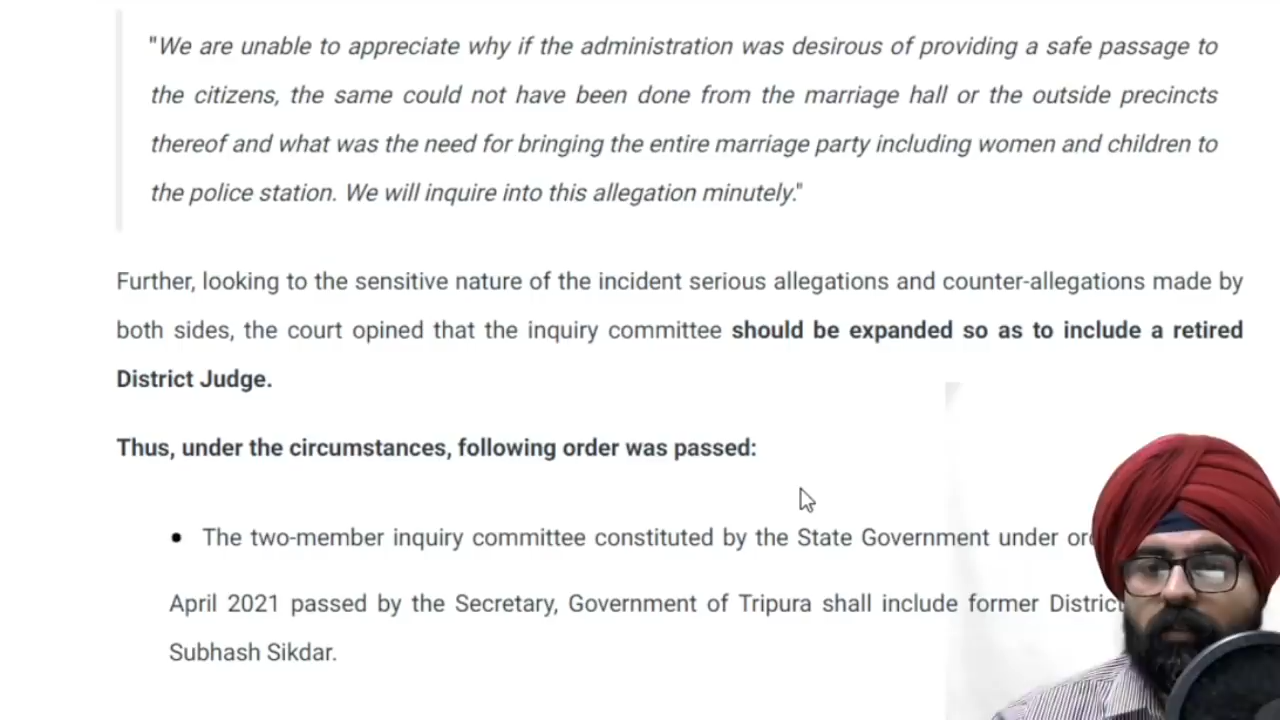 "We are unable to appreciate why if the administration was desirous of providing a safe passage to
the citizens, the same could not have been done from the marriage hall or the outside precincts
thereof and what was the need for bringing the entire marriage party including women and children to
the police station. We will inquire into this allegation minutely."
Further, looking to the sensitive nature of the incident serious allegations and counter-allegations made by
both sides, the court opined that the inquiry committee should be expanded so as to include a retired
District Judge.
Thus, under the circumstances, following order was passed:
• The two-member inquiry committee constituted by the State Government under
April 2021 passed by the Secretary, Government of Tripura shall include former District
Subhash Sikdar.